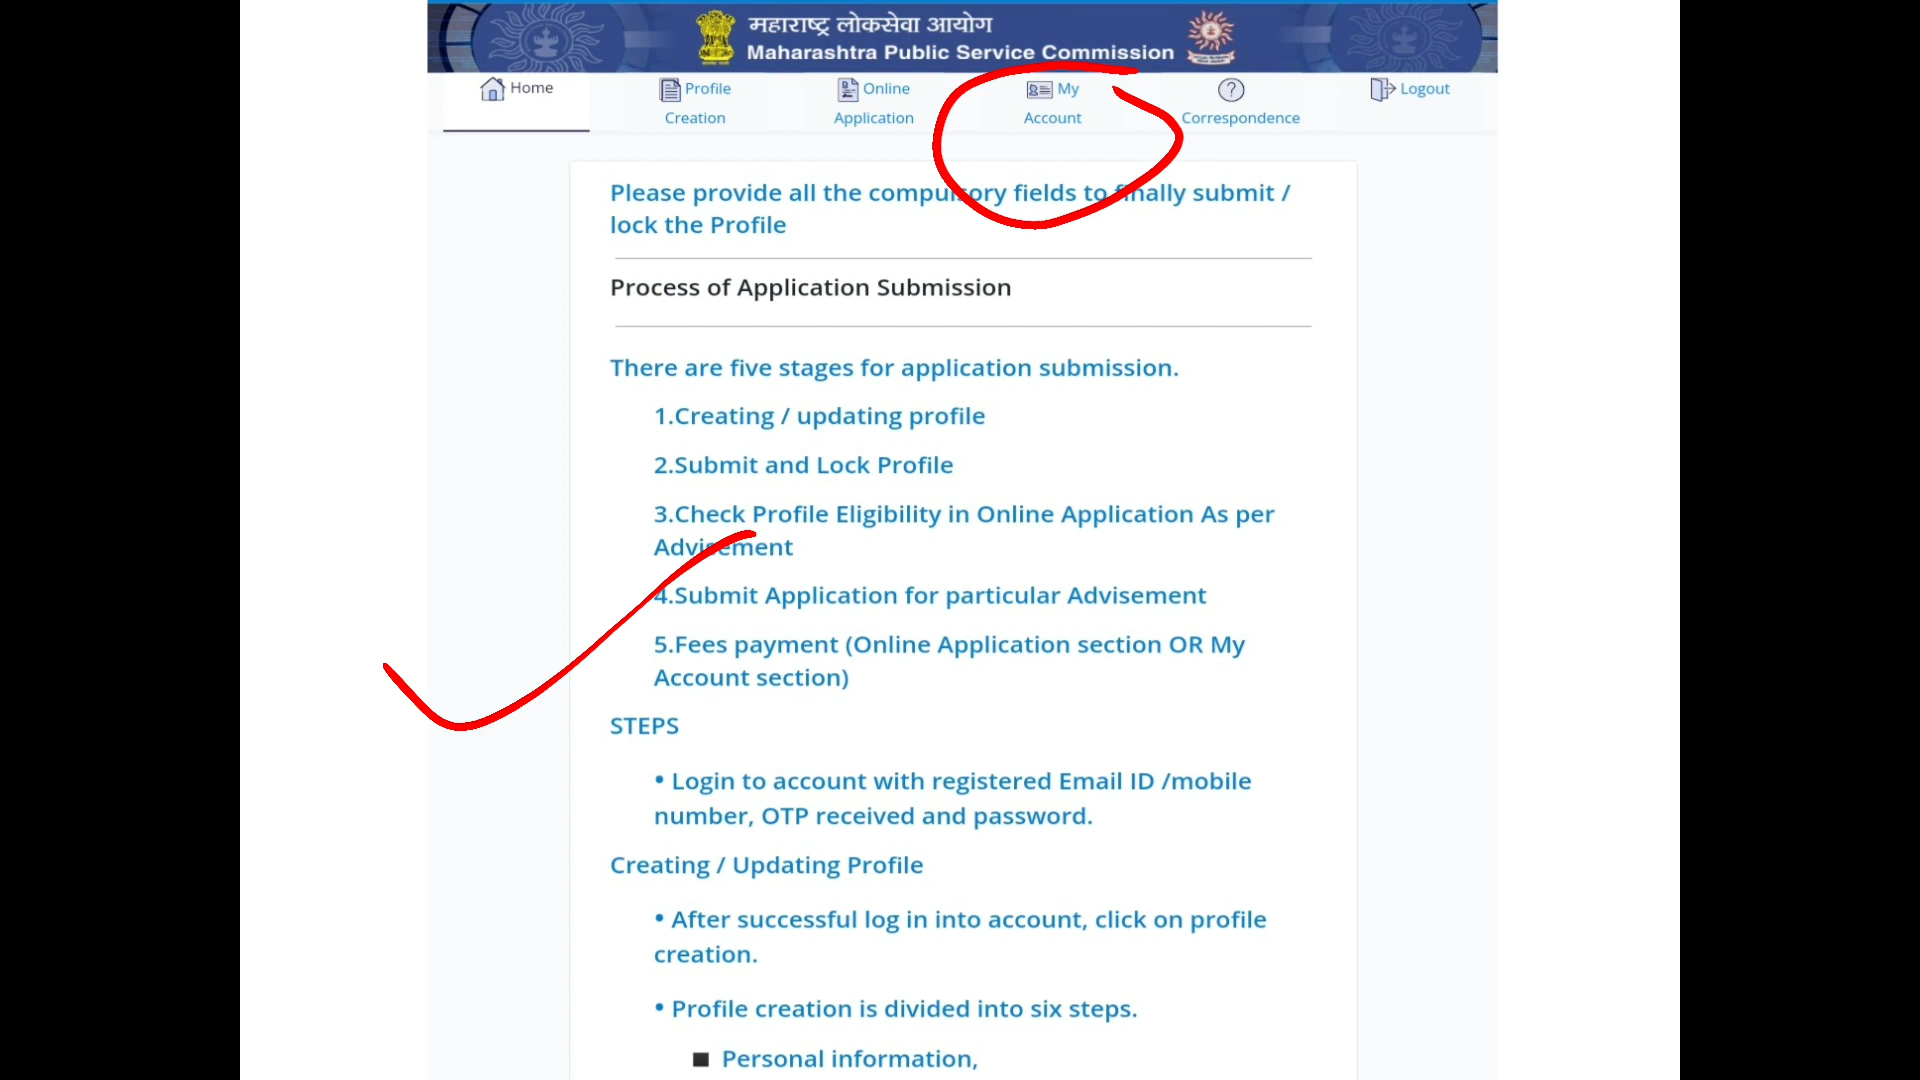 महाराष्ट्र लोकसेवा आयोग
Maharashtra Public Service Commission
Home
Profile
Creation
Online
Application
My
Account
Correspondence
Logout
Please provide all the compulsory fields to finally submit /
lock the Profile
Process of Application Submission
There are five stages for application submission.
1.Creating / updating profile
2.Submit and Lock Profile
3.Check Profile Eligibility in Online Application As per
Advisement
4.Submit Application for particular Advisement
5.Fees payment (Online Application section OR My
Account section)
STEPS
• Login to account with registered Email ID /mobile
number, OTP received and password.
Creating / Updating Profile
• After successful log in into account, click on profile
creation.
• Profile creation is divided into six steps.
■ Personal information,